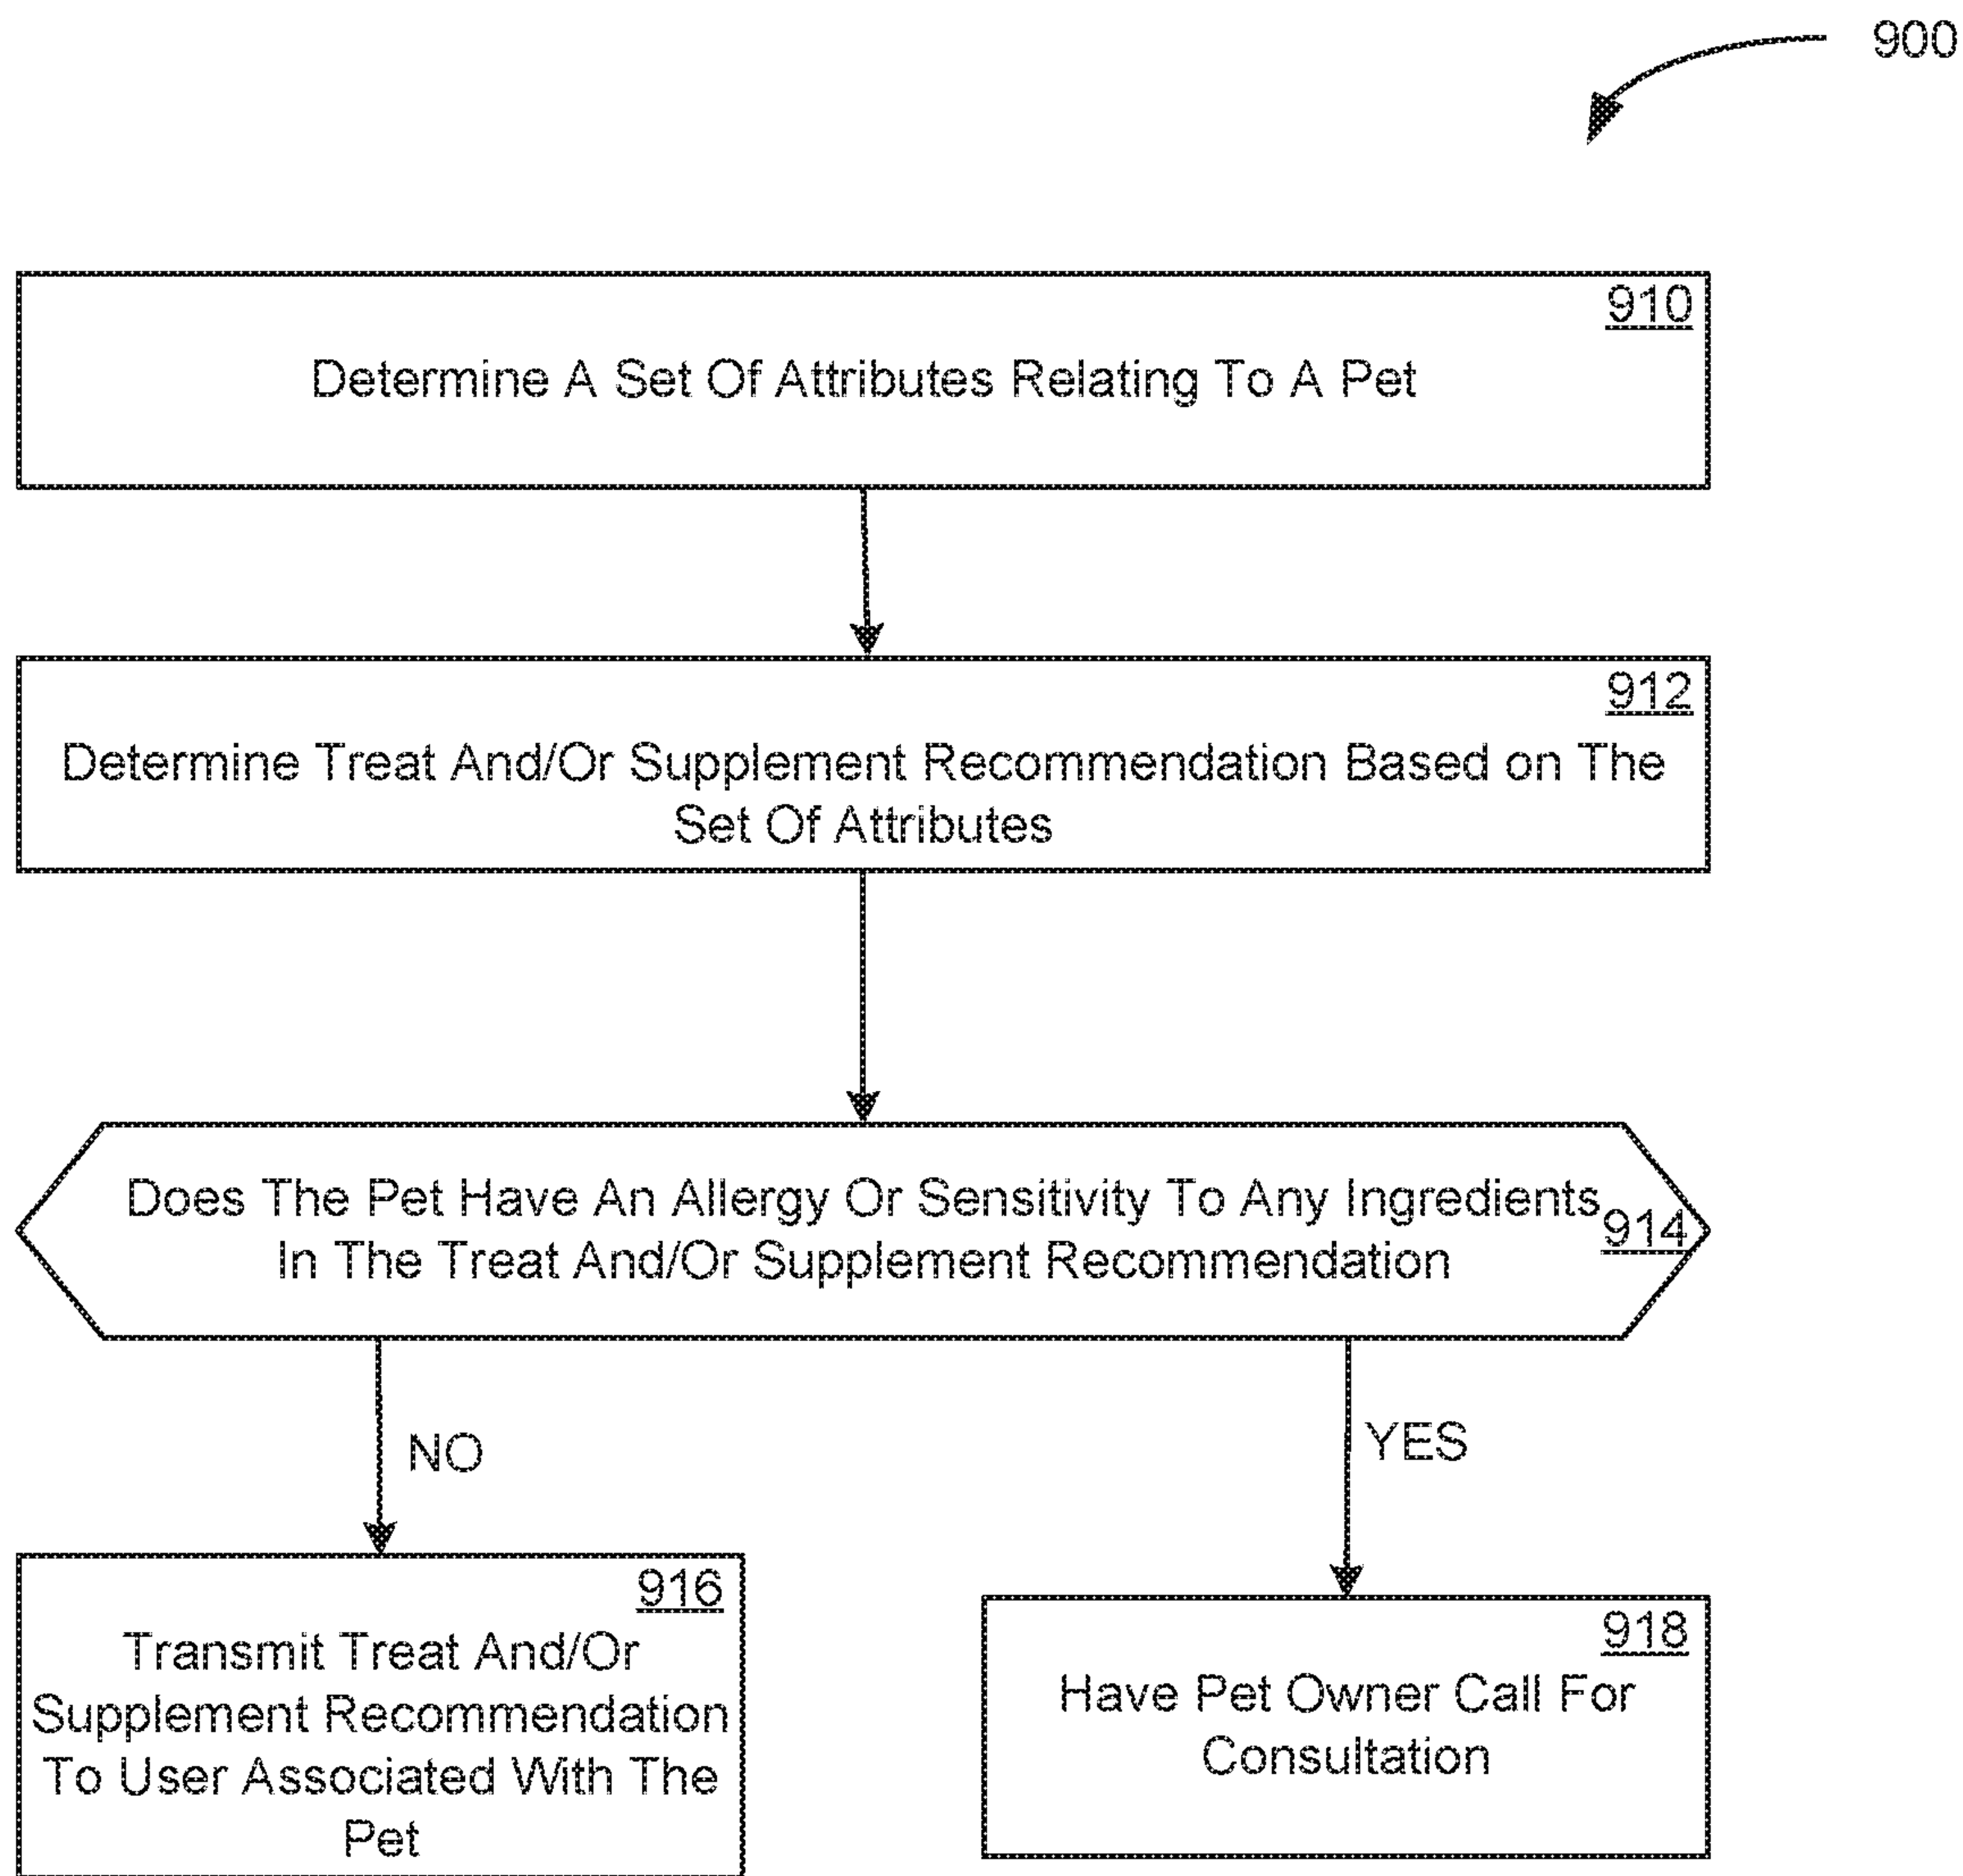 900
910
Determine A Set Of Attributes Relating To A Pet
912
Determine Treat And/Or Supplement Recommendation Based on The
Set Of Attributes
Does The Pet Have An Allergy Or Sensitivity To Any Ingredients
In The Treat And/Or Supplement Recommendation
914
NO
YES
916
Transmit Treat And/Or
Supplement Recommendation
To User Associated With The
Pet
918
Have Pet Owner Call For
Consultation